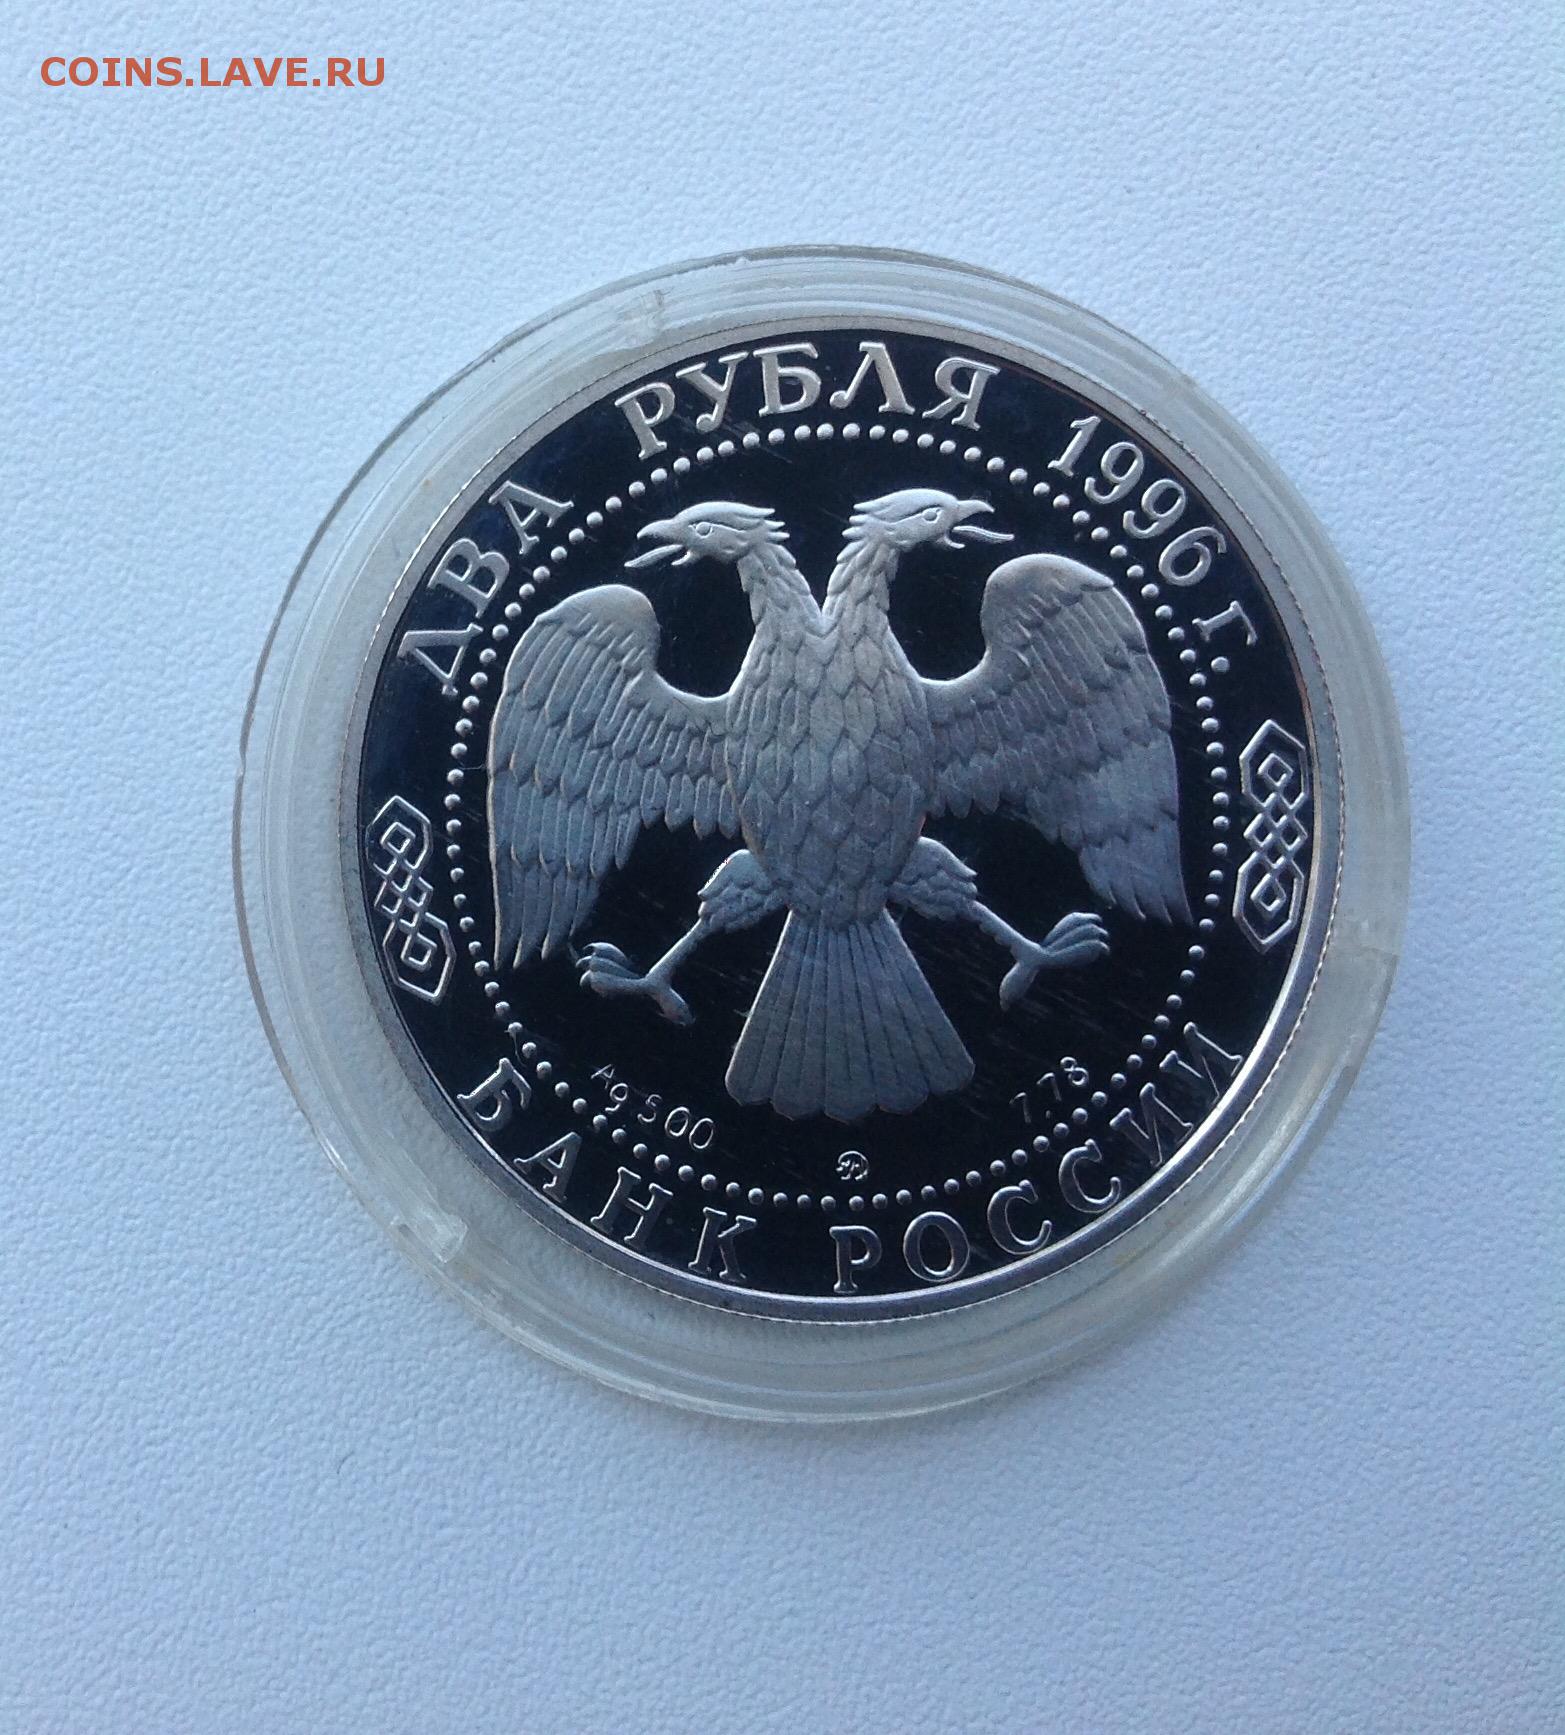 COINS.LAVE.RU
ДВА РУБЛЯ 1996 Г.
Ag 500
7.78
БАНК РОССИИ